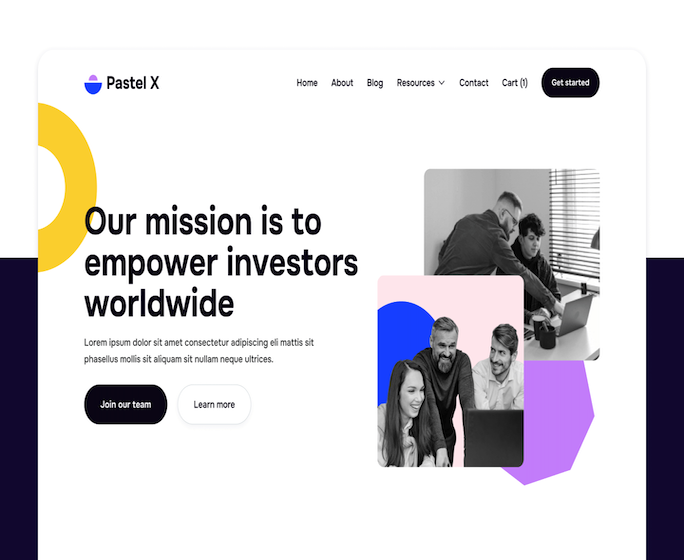 Pastel X
Home About Blog Resources Contact Cart (1) Get started
Our mission is to
empower investors
worldwide
Lorem ipsum dolor sit amet consectetur adipiscing eli mattis sit
phasellus mollis sit aliquam sit nullam neque ultrices.
Join our team Learn more